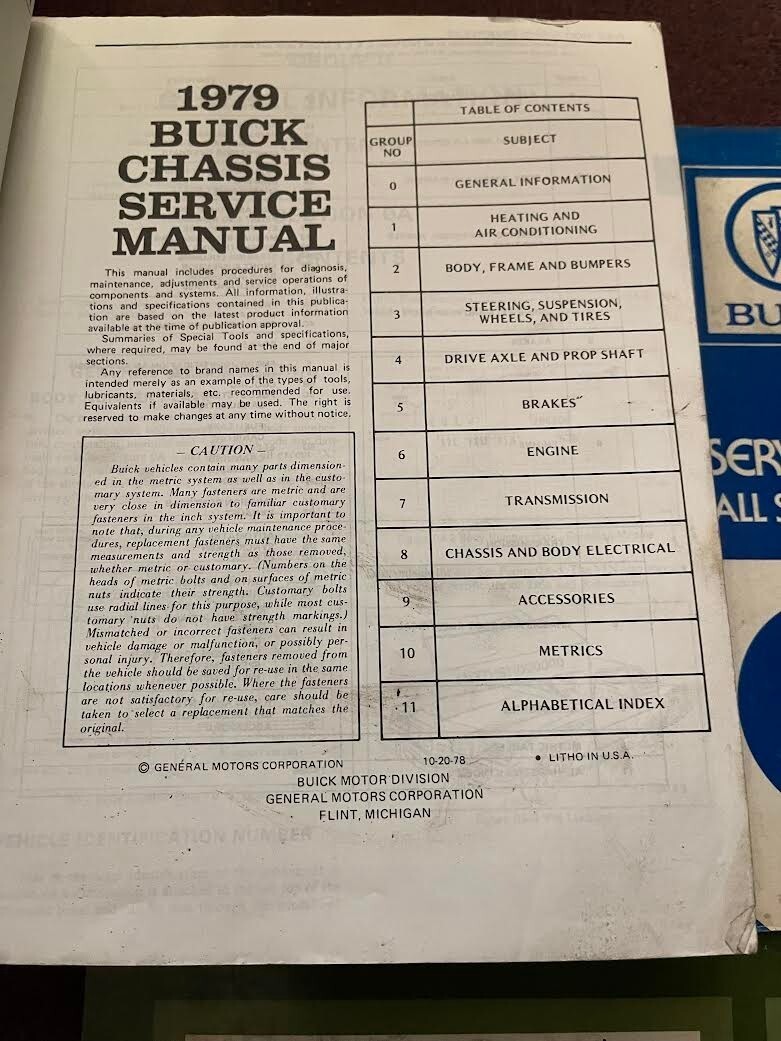 1979
BUICK
CHASSIS
SERVICE
MANUAL
This manual includes procedures for diagnosis,
maintenance, adjustments and service operations of
components and systems. All information, illustra-
tions and specifications contained in this publica-
tion are based on the latest product information
available at the time of publication approval.
Summaries of Special Tools and specifications,
where required, may be found at the end of major
sections.
Any reference to brand names in this manual is
intended merely as an example of the types of tools,
lubricants, materials, etc. recommended for use.
Equivalents if available may be used. The right is
reserved to make changes at any time without notice.
– CAUTION –
Buick vehicles contain many parts dimension-
ed in the metric system as well as in the custo-
mary system. Many fasteners are metric and are
very close in dimension to familiar customary
fasteners in the inch system. It is important to
note that, during any vehicle maintenance proce-
dures, replacement fasteners must have the same
measurements and strength as those removed,
whether metric or customary. (Numbers on the
heads of metric bolts and on surfaces of metric
nuts indicate their strength. Customary bolts
use radial lines for this purpose, while most cus-
tomary nuts do not have strength markings.)
Mismatched or incorrect fasteners can result in
vehicle damage or malfunction, or possibly per-
sonal injury. Therefore, fasteners removed from
the vehicle should be saved for re-use in the same
locations whenever possible. Where the fasteners
are not satisfactory for re-use, care should be
taken to select a replacement that matches the
original.
TABLE OF CONTENTS
GROUP NO SUBJECT
0 GENERAL INFORMATION
1 HEATING AND
AIR CONDITIONING
2 BODY, FRAME AND BUMPERS
3 STEERING, SUSPENSION,
WHEELS, AND TIRES
4 DRIVE AXLE AND PROP SHAFT
5 BRAKES
6 ENGINE
7 TRANSMISSION
8 CHASSIS AND BODY ELECTRICAL
9 ACCESSORIES
10 METRICS
11 ALPHABETICAL INDEX
© GENERAL MOTORS CORPORATION 10-20-78 • LITHO IN U.S.A.
BUICK MOTOR DIVISION
GENERAL MOTORS CORPORATION
FLINT, MICHIGAN
VEHICLE IDENTIFICATION NUMBER
BU
SERV
ALL S